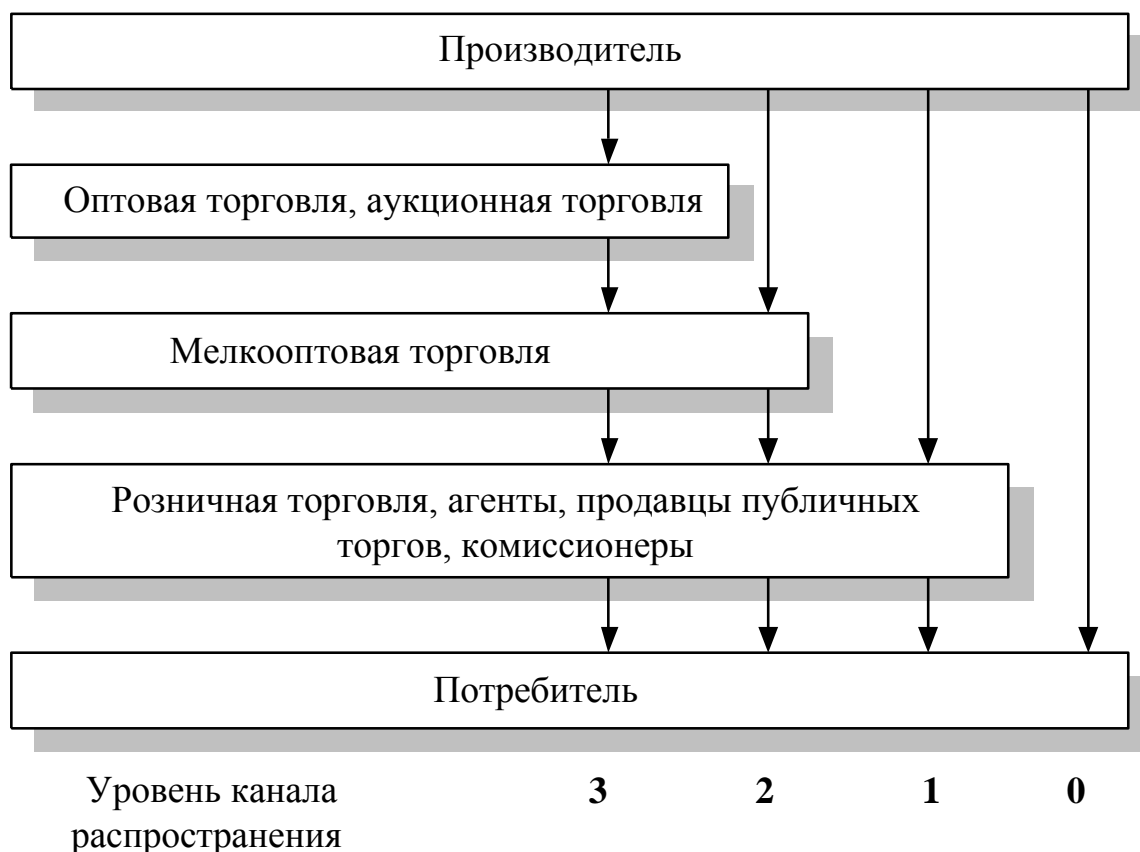 Производитель
Оптовая торговля, аукционная торговля
Мелкооптовая торговля
Розничная торговля, агенты, продавцы публичных
торгов, комиссионеры
Потребитель
Уровень канала 3 2 1 0
распространения